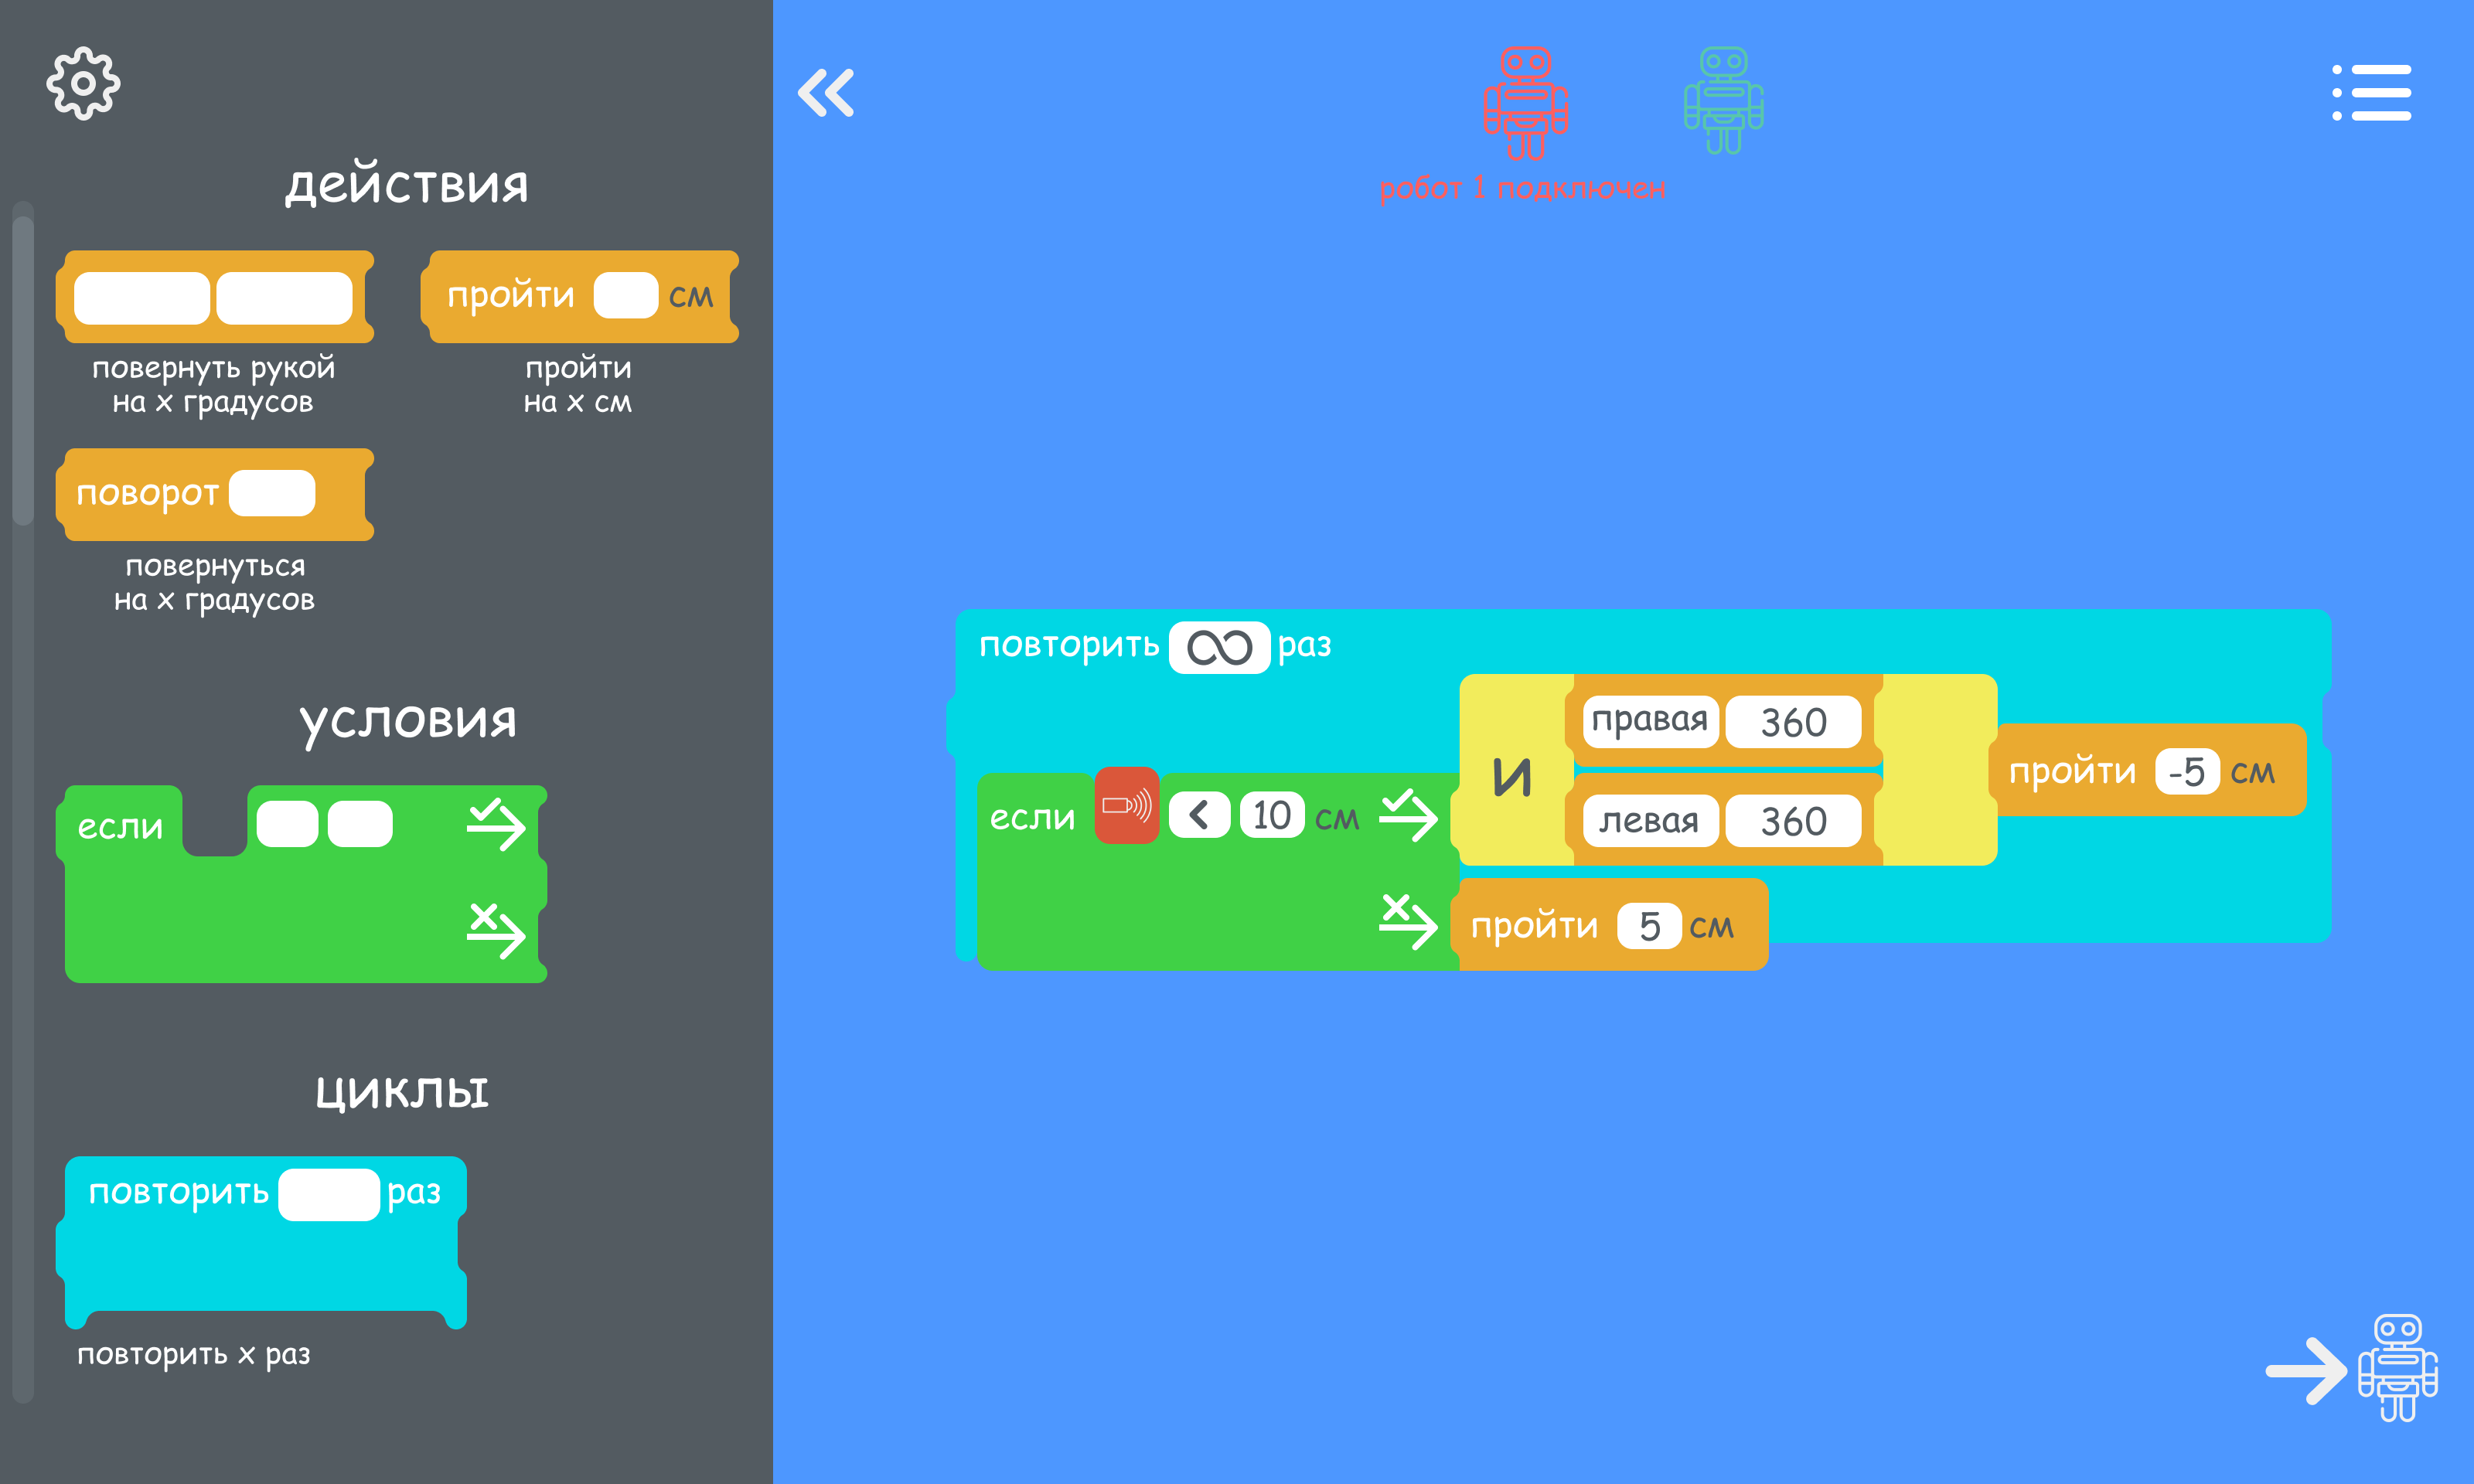 действия
пройти см
повернуть рукой
на х градусов
пройти
на х см
поворот
повернуться
на х градусов
условия
если
циклы
повторить раз
повторить х раз
робот 1 подключен
повторить ∞ раз
если < 10 см
И
правая 360
левая 360
пройти -5 см
пройти 5 см